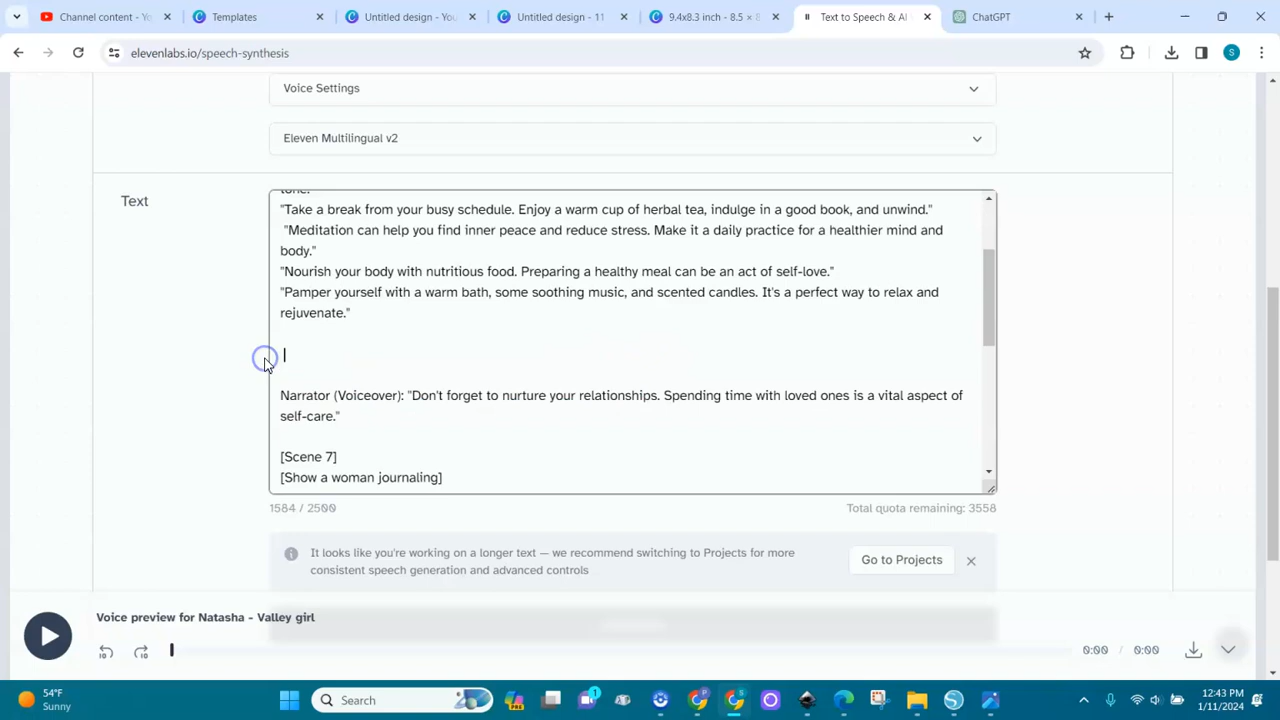 Channel content - Yo
Templates
Untitled design - You
Untitled design - 11
9.4x8.3 inch - 8.5 ×
Text to Speech & AI
ChatGPT
elevenlabs.io/speech-synthesis
S
Voice Settings
Eleven Multilingual v2
Text
tone.
"Take a break from your busy schedule. Enjoy a warm cup of herbal tea, indulge in a good book, and unwind."
"Meditation can help you find inner peace and reduce stress. Make it a daily practice for a healthier mind and
body."
"Nourish your body with nutritious food. Preparing a healthy meal can be an act of self-love."
"Pamper yourself with a warm bath, some soothing music, and scented candles. It's a perfect way to relax and
rejuvenate."
Narrator (Voiceover): "Don't forget to nurture your relationships. Spending time with loved ones is a vital aspect of
self-care."
[Scene 7]
[Show a woman journaling]
1584 / 2500
Total quota remaining: 3558
It looks like you're working on a longer text — we recommend switching to Projects for more
consistent speech generation and advanced controls
Go to Projects
Voice preview for Natasha - Valley girl
0:00 / 0:00
54°F
Sunny
Search
12:43 PM
1/11/2024